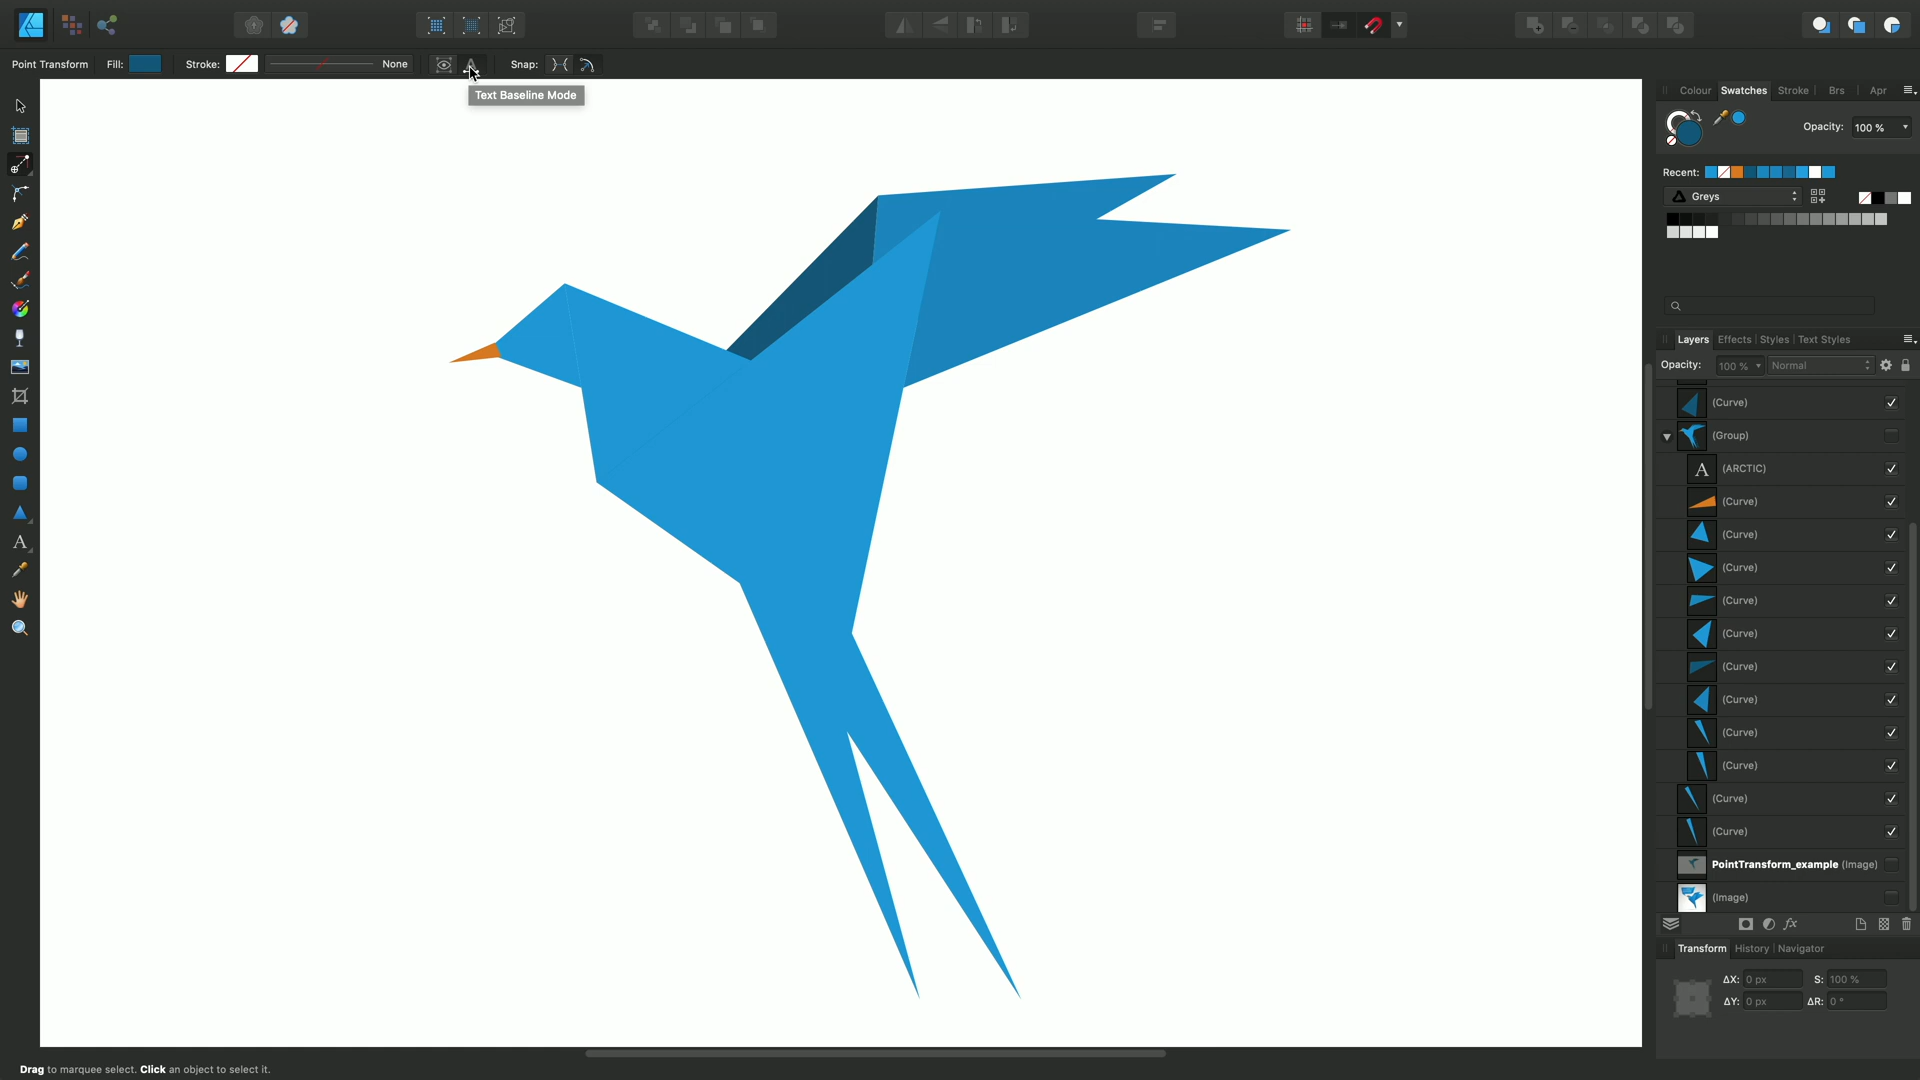 Point Transform Fill: Stroke: None Snap:
Text Baseline Mode
Colour Swatches Stroke Brs Apr
Opacity: 100 %
Recent:
Greys
Layers Effects Styles Text Styles
Opacity: 100 % Normal
(Curve)
(Group)
A (ARCTIC)
(Curve)
(Curve)
(Curve)
(Curve)
(Curve)
(Curve)
(Curve)
(Curve)
(Curve)
(Curve)
(Curve)
PointTransform_example (Image)
(Image)
fx
Transform History Navigator
ΔX: 0 px S: 100 %
ΔY: 0 px ΔR: 0 °
Drag to marquee select. Click an object to select it.